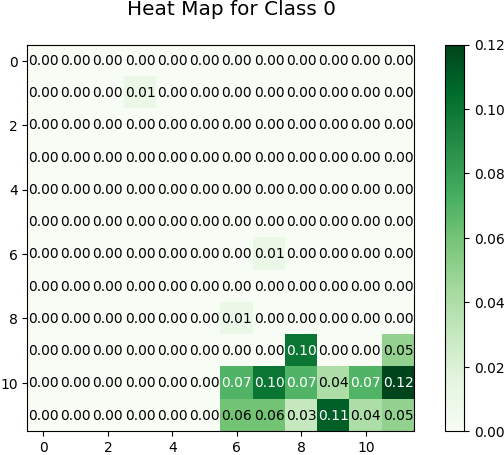 Heat Map for Class 0
0 0.00 0.00 0.00 0.00 0.00 0.00 0.00 0.00 0.00 0.00 0.00 0.00
0.00 0.00 0.00 0.01 0.00 0.00 0.00 0.00 0.00 0.00 0.00 0.00
2 0.00 0.00 0.00 0.00 0.00 0.00 0.00 0.00 0.00 0.00 0.00 0.00
0.00 0.00 0.00 0.00 0.00 0.00 0.00 0.00 0.00 0.00 0.00 0.00
4 0.00 0.00 0.00 0.00 0.00 0.00 0.00 0.00 0.00 0.00 0.00 0.00
0.00 0.00 0.00 0.00 0.00 0.00 0.00 0.00 0.00 0.00 0.00 0.00
6 0.00 0.00 0.00 0.00 0.00 0.00 0.00 0.01 0.00 0.00 0.00 0.00
0.00 0.00 0.00 0.00 0.00 0.00 0.00 0.00 0.00 0.00 0.00 0.00
8 0.00 0.00 0.00 0.00 0.00 0.00 0.01 0.00 0.00 0.00 0.00 0.00
0.00 0.00 0.00 0.00 0.00 0.00 0.00 0.00 0.10 0.00 0.00 0.05
10 0.00 0.00 0.00 0.00 0.00 0.00 0.07 0.10 0.07 0.04 0.07 0.12
0.00 0.00 0.00 0.00 0.00 0.00 0.06 0.06 0.03 0.11 0.04 0.05
0 2 4 6 8 10
0.12
0.10
0.08
0.06
0.04
0.02
0.00